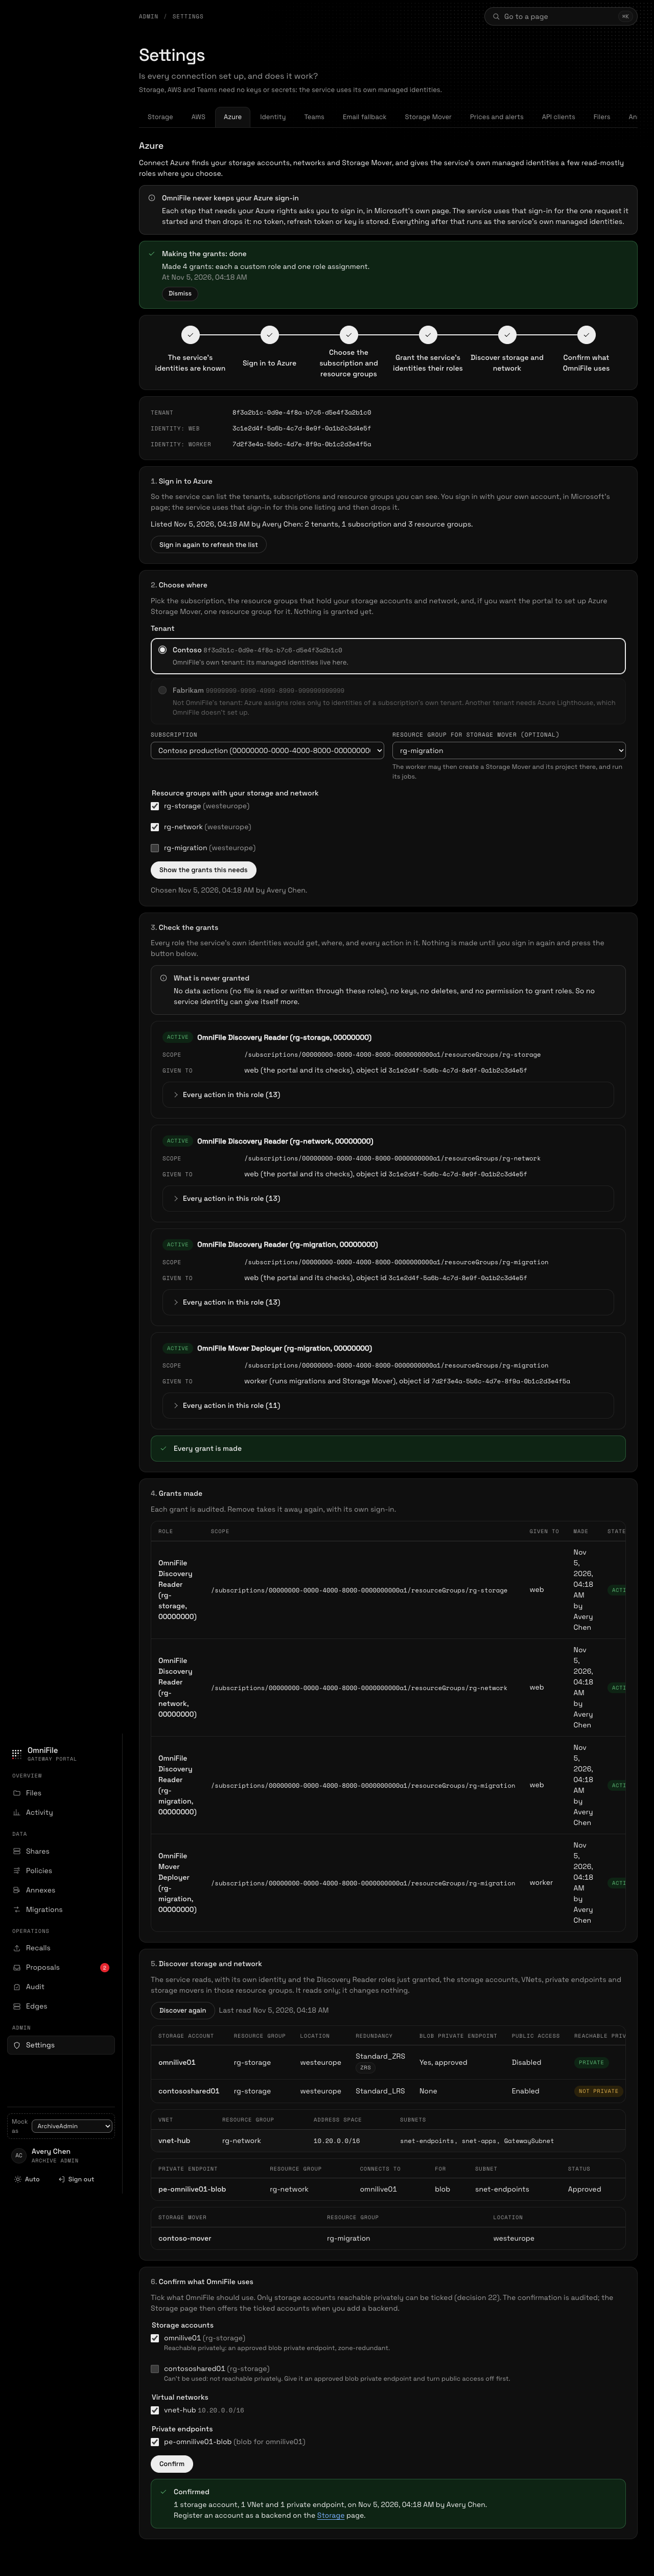 ADMIN / SETTINGS
Go to a page
⌘K
Settings
Is every connection set up, and does it work?
Storage, AWS and Teams need no keys or secrets: the service uses its own managed identities.
Storage AWS Azure Identity Teams Email fallback Storage Mover Prices and alerts API clients Filers An
Azure
Connect Azure finds your storage accounts, networks and Storage Mover, and gives the service's own managed identities a few read-mostly
roles where you choose.
OmniFile never keeps your Azure sign-in
Each step that needs your Azure rights asks you to sign in, in Microsoft's own page. The service uses that sign-in for the one request it
started and then drops it: no token, refresh token or key is stored. Everything after that runs as the service's own managed identities.
Making the grants: done
Made 4 grants: each a custom role and one role assignment.
At Nov 5, 2026, 04:18 AM
Dismiss
The service's
identities are known
Sign in to Azure
Choose the
subscription and
resource groups
Grant the service's
identities their roles
Discover storage and
network
Confirm what
OmniFile uses
TENANT 8f3a2b1c-0d9e-4f8a-b7c6-d5e4f3a2b1c0
IDENTITY: WEB 3c1e2d4f-5a6b-4c7d-8e9f-0a1b2c3d4e5f
IDENTITY: WORKER 7d2f3e4a-5b6c-4d7e-8f9a-0b1c2d3e4f5a
1. Sign in to Azure
So the service can list the tenants, subscriptions and resource groups you can see. You sign in with your own account, in Microsoft's
page; the service uses that sign-in for this one listing and then drops it.
Listed Nov 5, 2026, 04:18 AM by Avery Chen: 2 tenants, 1 subscription and 3 resource groups.
Sign in again to refresh the list
2. Choose where
Pick the subscription, the resource groups that hold your storage accounts and network, and, if you want the portal to set up Azure
Storage Mover, one resource group for it. Nothing is granted yet.
Tenant
Contoso 8f3a2b1c-0d9e-4f8a-b7c6-d5e4f3a2b1c0
OmniFile's own tenant: its managed identities live here.
Fabrikam 99999999-0000-4000-8000-999999999999
Not OmniFile's tenant: Azure assigns roles only to identities of a subscription's own tenant. Another tenant needs Azure Lighthouse, which
OmniFile doesn't set up.
SUBSCRIPTION
Contoso production (00000000-0000-4000-8000-00000000
RESOURCE GROUP FOR STORAGE MOVER (OPTIONAL)
rg-migration
The worker may then create a Storage Mover and its project there, and run
its jobs.
Resource groups with your storage and network
rg-storage (westeurope)
rg-network (westeurope)
rg-migration (westeurope)
Show the grants this needs
Chosen Nov 5, 2026, 04:18 AM by Avery Chen.
3. Check the grants
Every role the service's own identities would get, where, and every action in it. Nothing is made until you sign in again and press the
button below.
What is never granted
No data actions (no file is read or written through these roles), no keys, no deletes, and no permission to grant roles. So no
service identity can give itself more.
ACTIVE OmniFile Discovery Reader (rg-storage, 00000000)
SCOPE /subscriptions/00000000-0000-4000-8000-0000000000a1/resourceGroups/rg-storage
GIVEN TO web (the portal and its checks), object id 3c1e2d4f-5a6b-4c7d-8e9f-0a1b2c3d4e5f
Every action in this role (13)
ACTIVE OmniFile Discovery Reader (rg-network, 00000000)
SCOPE /subscriptions/00000000-0000-4000-8000-0000000000a1/resourceGroups/rg-network
GIVEN TO web (the portal and its checks), object id 3c1e2d4f-5a6b-4c7d-8e9f-0a1b2c3d4e5f
Every action in this role (13)
ACTIVE OmniFile Discovery Reader (rg-migration, 00000000)
SCOPE /subscriptions/00000000-0000-4000-8000-0000000000a1/resourceGroups/rg-migration
GIVEN TO web (the portal and its checks), object id 3c1e2d4f-5a6b-4c7d-8e9f-0a1b2c3d4e5f
Every action in this role (13)
ACTIVE OmniFile Mover Deployer (rg-migration, 00000000)
SCOPE /subscriptions/00000000-0000-4000-8000-0000000000a1/resourceGroups/rg-migration
GIVEN TO worker (runs migrations and Storage Mover), object id 7d2f3e4a-5b6c-4d7e-8f9a-0b1c2d3e4f5a
Every action in this role (11)
Every grant is made
4. Grants made
Each grant is audited. Remove takes it away again, with its own sign-in.
ROLE SCOPE GIVEN TO MADE STATE
OmniFile
Discovery
Reader
(rg-
storage,
00000000)
/subscriptions/00000000-0000-4000-8000-0000000000a1/resourceGroups/rg-storage
web
Nov
5,
2026,
04:18
AM
by
Avery
Chen
ACTI
OmniFile
Discovery
Reader
(rg-
network,
00000000)
/subscriptions/00000000-0000-4000-8000-0000000000a1/resourceGroups/rg-network
web
Nov
5,
2026,
04:18
AM
by
Avery
Chen
ACTI
OmniFile
Discovery
Reader
(rg-
migration,
00000000)
/subscriptions/00000000-0000-4000-8000-0000000000a1/resourceGroups/rg-migration
web
Nov
5,
2026,
04:18
AM
by
Avery
Chen
ACTI
OmniFile
Mover
Deployer
(rg-
migration,
00000000)
/subscriptions/00000000-0000-4000-8000-0000000000a1/resourceGroups/rg-migration
worker
Nov
5,
2026,
04:18
AM
by
Avery
Chen
ACTI
OmniFile
GATEWAY PORTAL
OVERVIEW
Files
Activity
DATA
Shares
Policies
Annexes
Migrations
OPERATIONS
Recalls
Proposals 2
Audit
Edges
ADMIN
Settings
Mock
as
ArchiveAdmin
AC
Avery Chen
ARCHIVE ADMIN
Auto
Sign out
5. Discover storage and network
The service reads, with its own identity and the Discovery Reader roles just granted, the storage accounts, VNets, private endpoints and
storage movers in those resource groups. It reads only; it changes nothing.
Discover again
Last read Nov 5, 2026, 04:18 AM
STORAGE ACCOUNT RESOURCE GROUP LOCATION REDUNDANCY BLOB PRIVATE ENDPOINT PUBLIC ACCESS REACHABLE PRIV
omnilive01 rg-storage westeurope Standard_ZRS ZRS Yes, approved Disabled PRIVATE
contososhared01 rg-storage westeurope Standard_LRS None Enabled NOT PRIVATE
VNET RESOURCE GROUP ADDRESS SPACE SUBNETS
vnet-hub rg-network 10.20.0.0/16 snet-endpoints, snet-apps, GatewaySubnet
PRIVATE ENDPOINT RESOURCE GROUP CONNECTS TO FOR SUBNET STATUS
pe-omnilive01-blob rg-network omnilive01 blob snet-endpoints Approved
STORAGE MOVER RESOURCE GROUP LOCATION
contoso-mover rg-migration westeurope
6. Confirm what OmniFile uses
Tick what OmniFile should use. Only storage accounts reachable privately can be ticked (decision 22). The confirmation is audited; the
Storage page then offers the ticked accounts when you add a backend.
Storage accounts
omnilive01 (rg-storage)
Reachable privately: an approved blob private endpoint, zone-redundant.
contososhared01 (rg-storage)
Can't be used: not reachable privately. Give it an approved blob private endpoint and turn public access off first.
Virtual networks
vnet-hub 10.20.0.0/16
Private endpoints
pe-omnilive01-blob (blob for omnilive01)
Confirm
Confirmed
1 storage account, 1 VNet and 1 private endpoint, on Nov 5, 2026, 04:18 AM by Avery Chen.
Register an account as a backend on the Storage page.